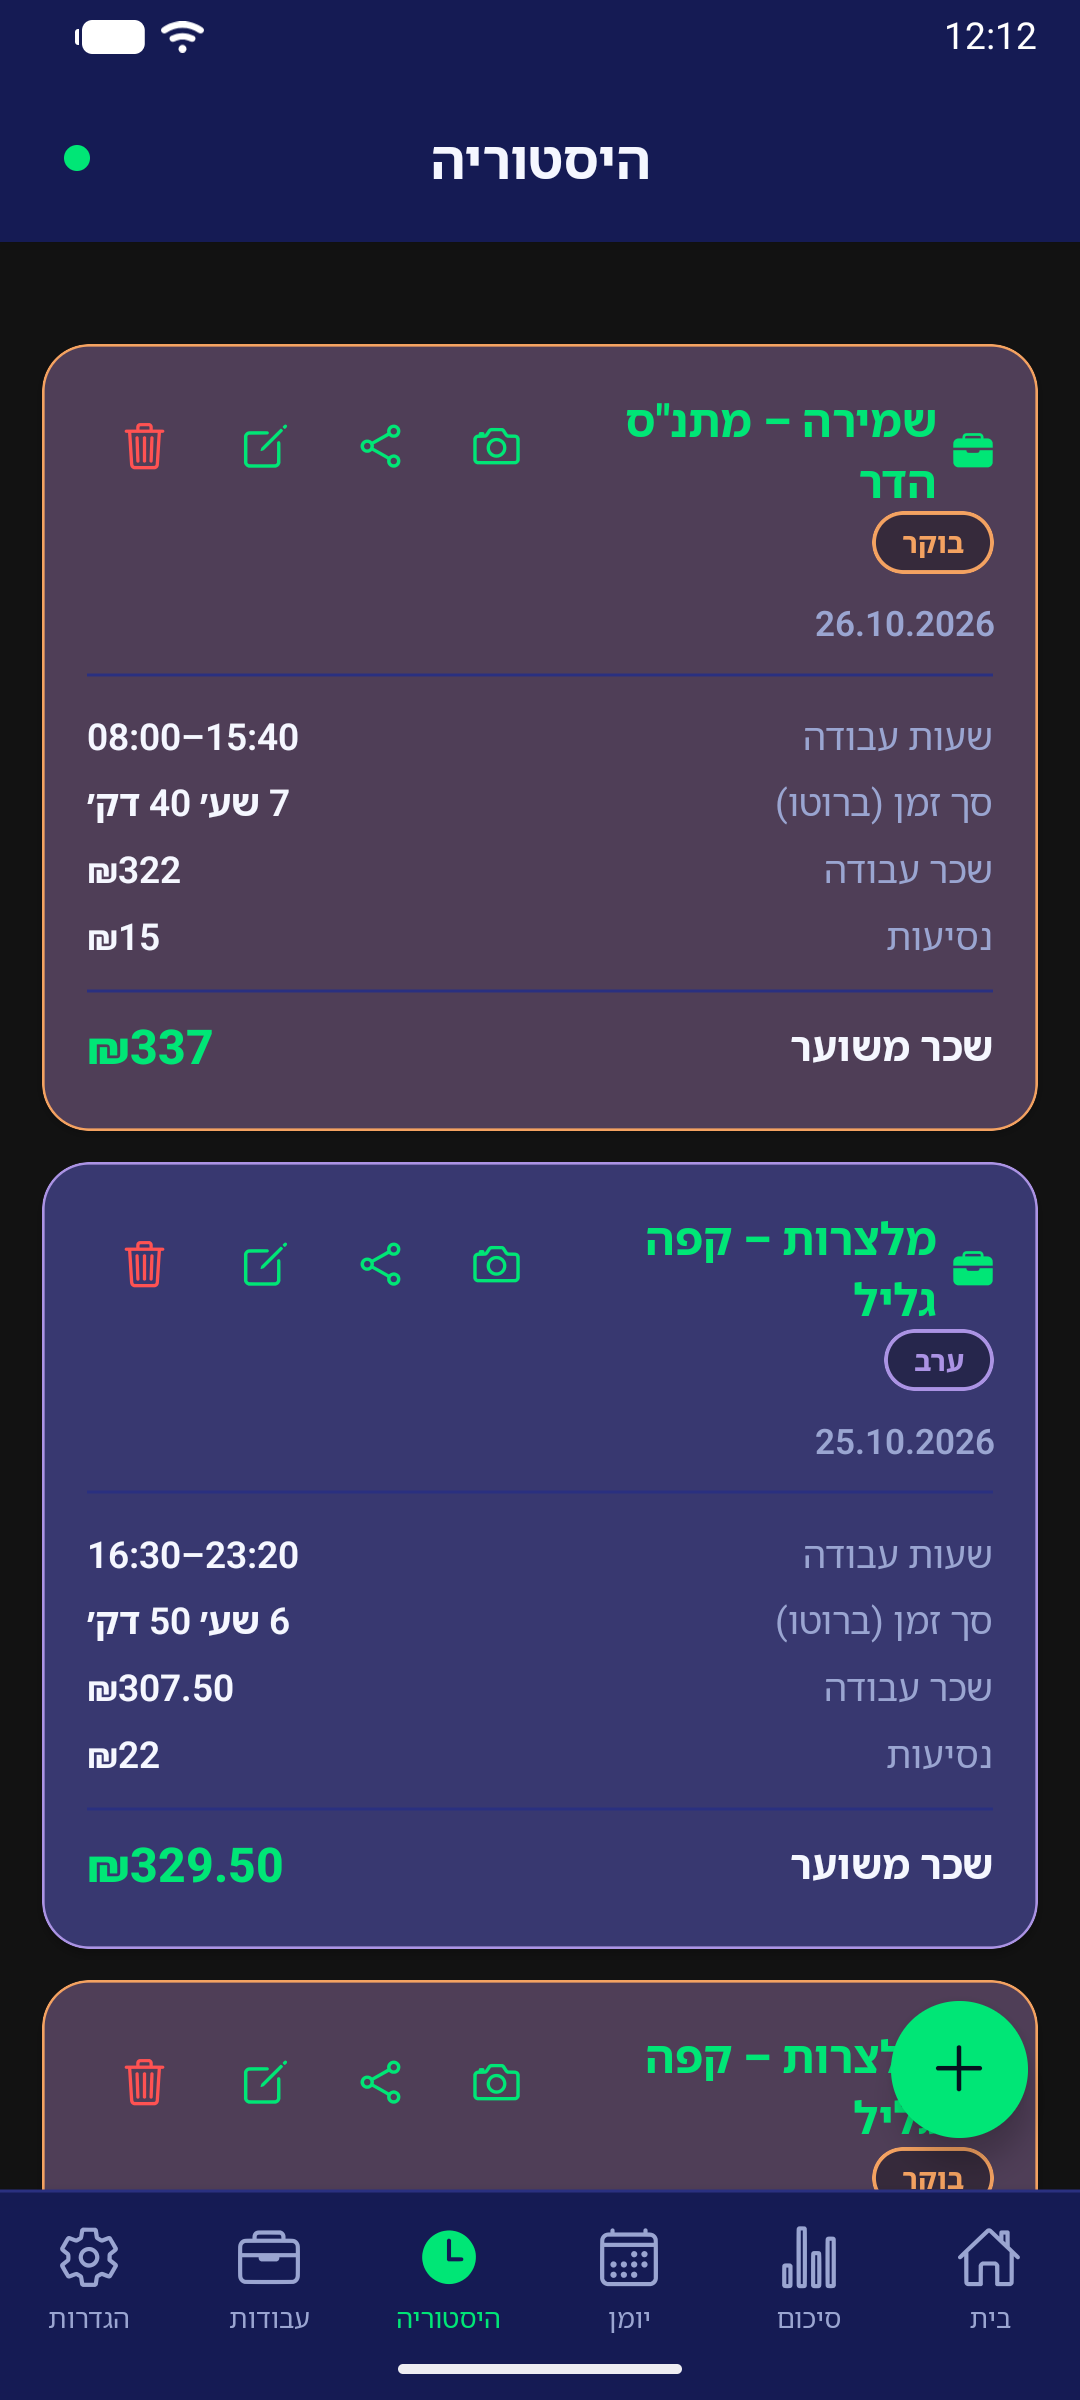 12:12
היסטוריה
שמירה – מתנ"ס
הדר
בוקר
26.10.2026
שעות עבודה 08:00–15:40
סך זמן (ברוטו) 7 שע׳ 40 דק׳
שכר עבודה ₪322
נסיעות ₪15
שכר משוער ₪337
מלצרות – קפה
גליל
ערב
25.10.2026
שעות עבודה 16:30–23:20
סך זמן (ברוטו) 6 שע׳ 50 דק׳
שכר עבודה ₪307.50
נסיעות ₪22
שכר משוער ₪329.50
– קפה
בוקר
בית סיכום יומן היסטוריה עבודות הגדרות